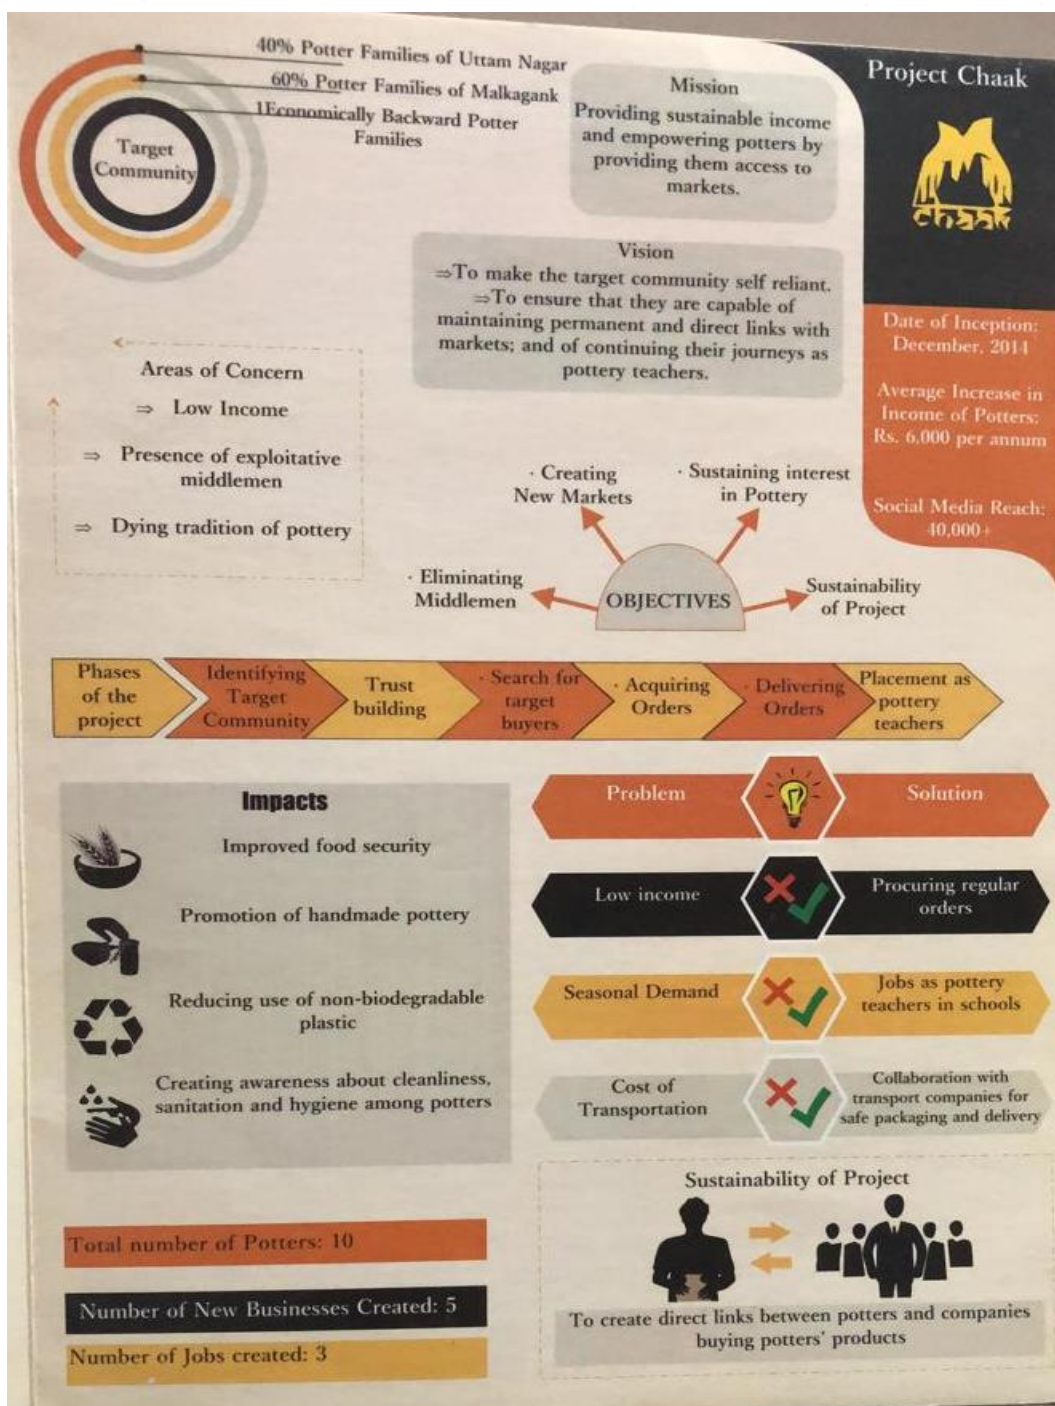 40% Potter Families of Uttam Nagar
60% Potter Families of Malkagank
1Economically Backward Potter
Families
Target
Community
Mission
Providing sustainable income
and empowering potters by
providing them access to
markets.
Project Chaak
chaak
Vision
⇒To make the target community self reliant.
⇒To ensure that they are capable of
maintaining permanent and direct links with
markets; and of continuing their journeys as
pottery teachers.
Date of Inception:
December, 2014
Average Increase in
Income of Potters:
Rs. 6,000 per annum
Social Media Reach:
40,000+
Areas of Concern
⇒ Low Income
⇒ Presence of exploitative
middlemen
⇒ Dying tradition of pottery
· Creating
New Markets
· Sustaining interest
in Pottery
· Eliminating
Middlemen
OBJECTIVES
Sustainability
of Project
Phases
of the
project
Identifying
Target
Community
Trust
building
· Search for
target
buyers
· Acquiring
Orders
· Delivering
Orders
Placement as
pottery
teachers
Impacts
Improved food security
Promotion of handmade pottery
Reducing use of non-biodegradable
plastic
Creating awareness about cleanliness,
sanitation and hygiene among potters
Problem
Solution
Low income
Procuring regular
orders
Seasonal Demand
Jobs as pottery
teachers in schools
Cost of
Transportation
Collaboration with
transport companies for
safe packaging and delivery
Total number of Potters: 10
Number of New Businesses Created: 5
Number of Jobs created: 3
Sustainability of Project
To create direct links between potters and companies
buying potters' products